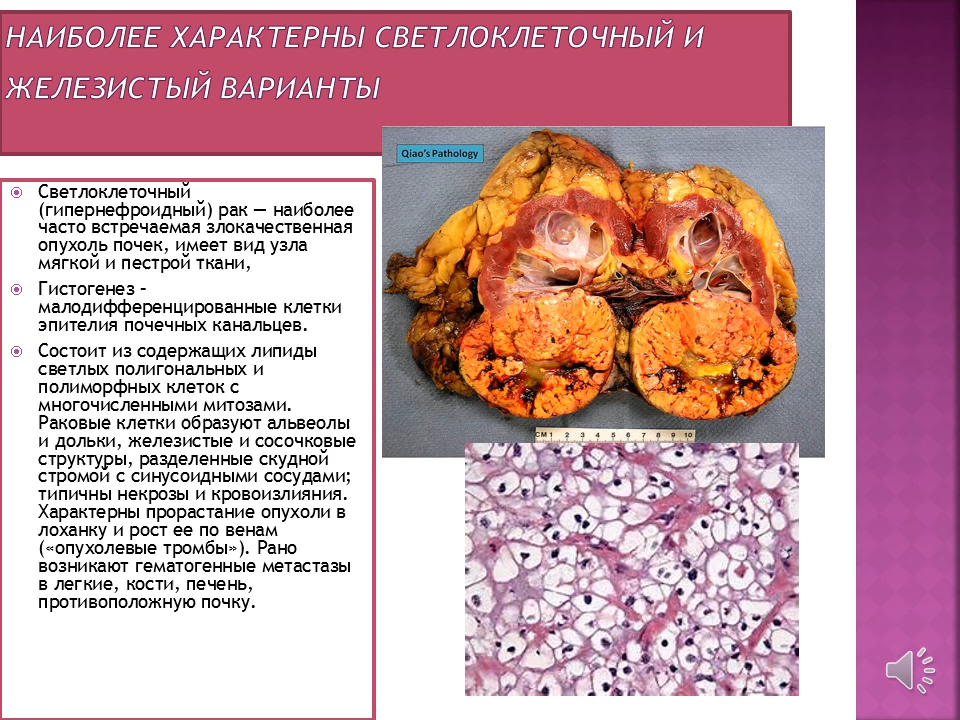 НАИБОЛЕЕ ХАРАКТЕРНЫ СВЕТЛОКЛЕТОЧНЫЙ И
ЖЕЛЕЗИСТЫЙ ВАРИАНТЫ
Светлоклеточный
(гипернефроидный) рак — наиболее
часто встречаемая злокачественная
опухоль почек, имеет вид узла
мягкой и пестрой ткани,
Гистогенез –
малодифференцированные клетки
эпителия почечных канальцев.
Состоит из содержащих липиды
светлых полигональных и
полиморфных клеток с
многочисленными митозами.
Раковые клетки образуют альвеолы
и дольки, железистые и сосочковые
структуры, разделенные скудной
стромой с синусоидными сосудами;
типичны некрозы и кровоизлияния.
Характерны прорастание опухоли в
лоханку и рост ее по венам
(«опухолевые тромбы»). Рано
возникают гематогенные метастазы
в легкие, кости, печень,
противоположную почку.
Qiao's Pathology
CM 1 2 3 4 5 6 7 8 9 10